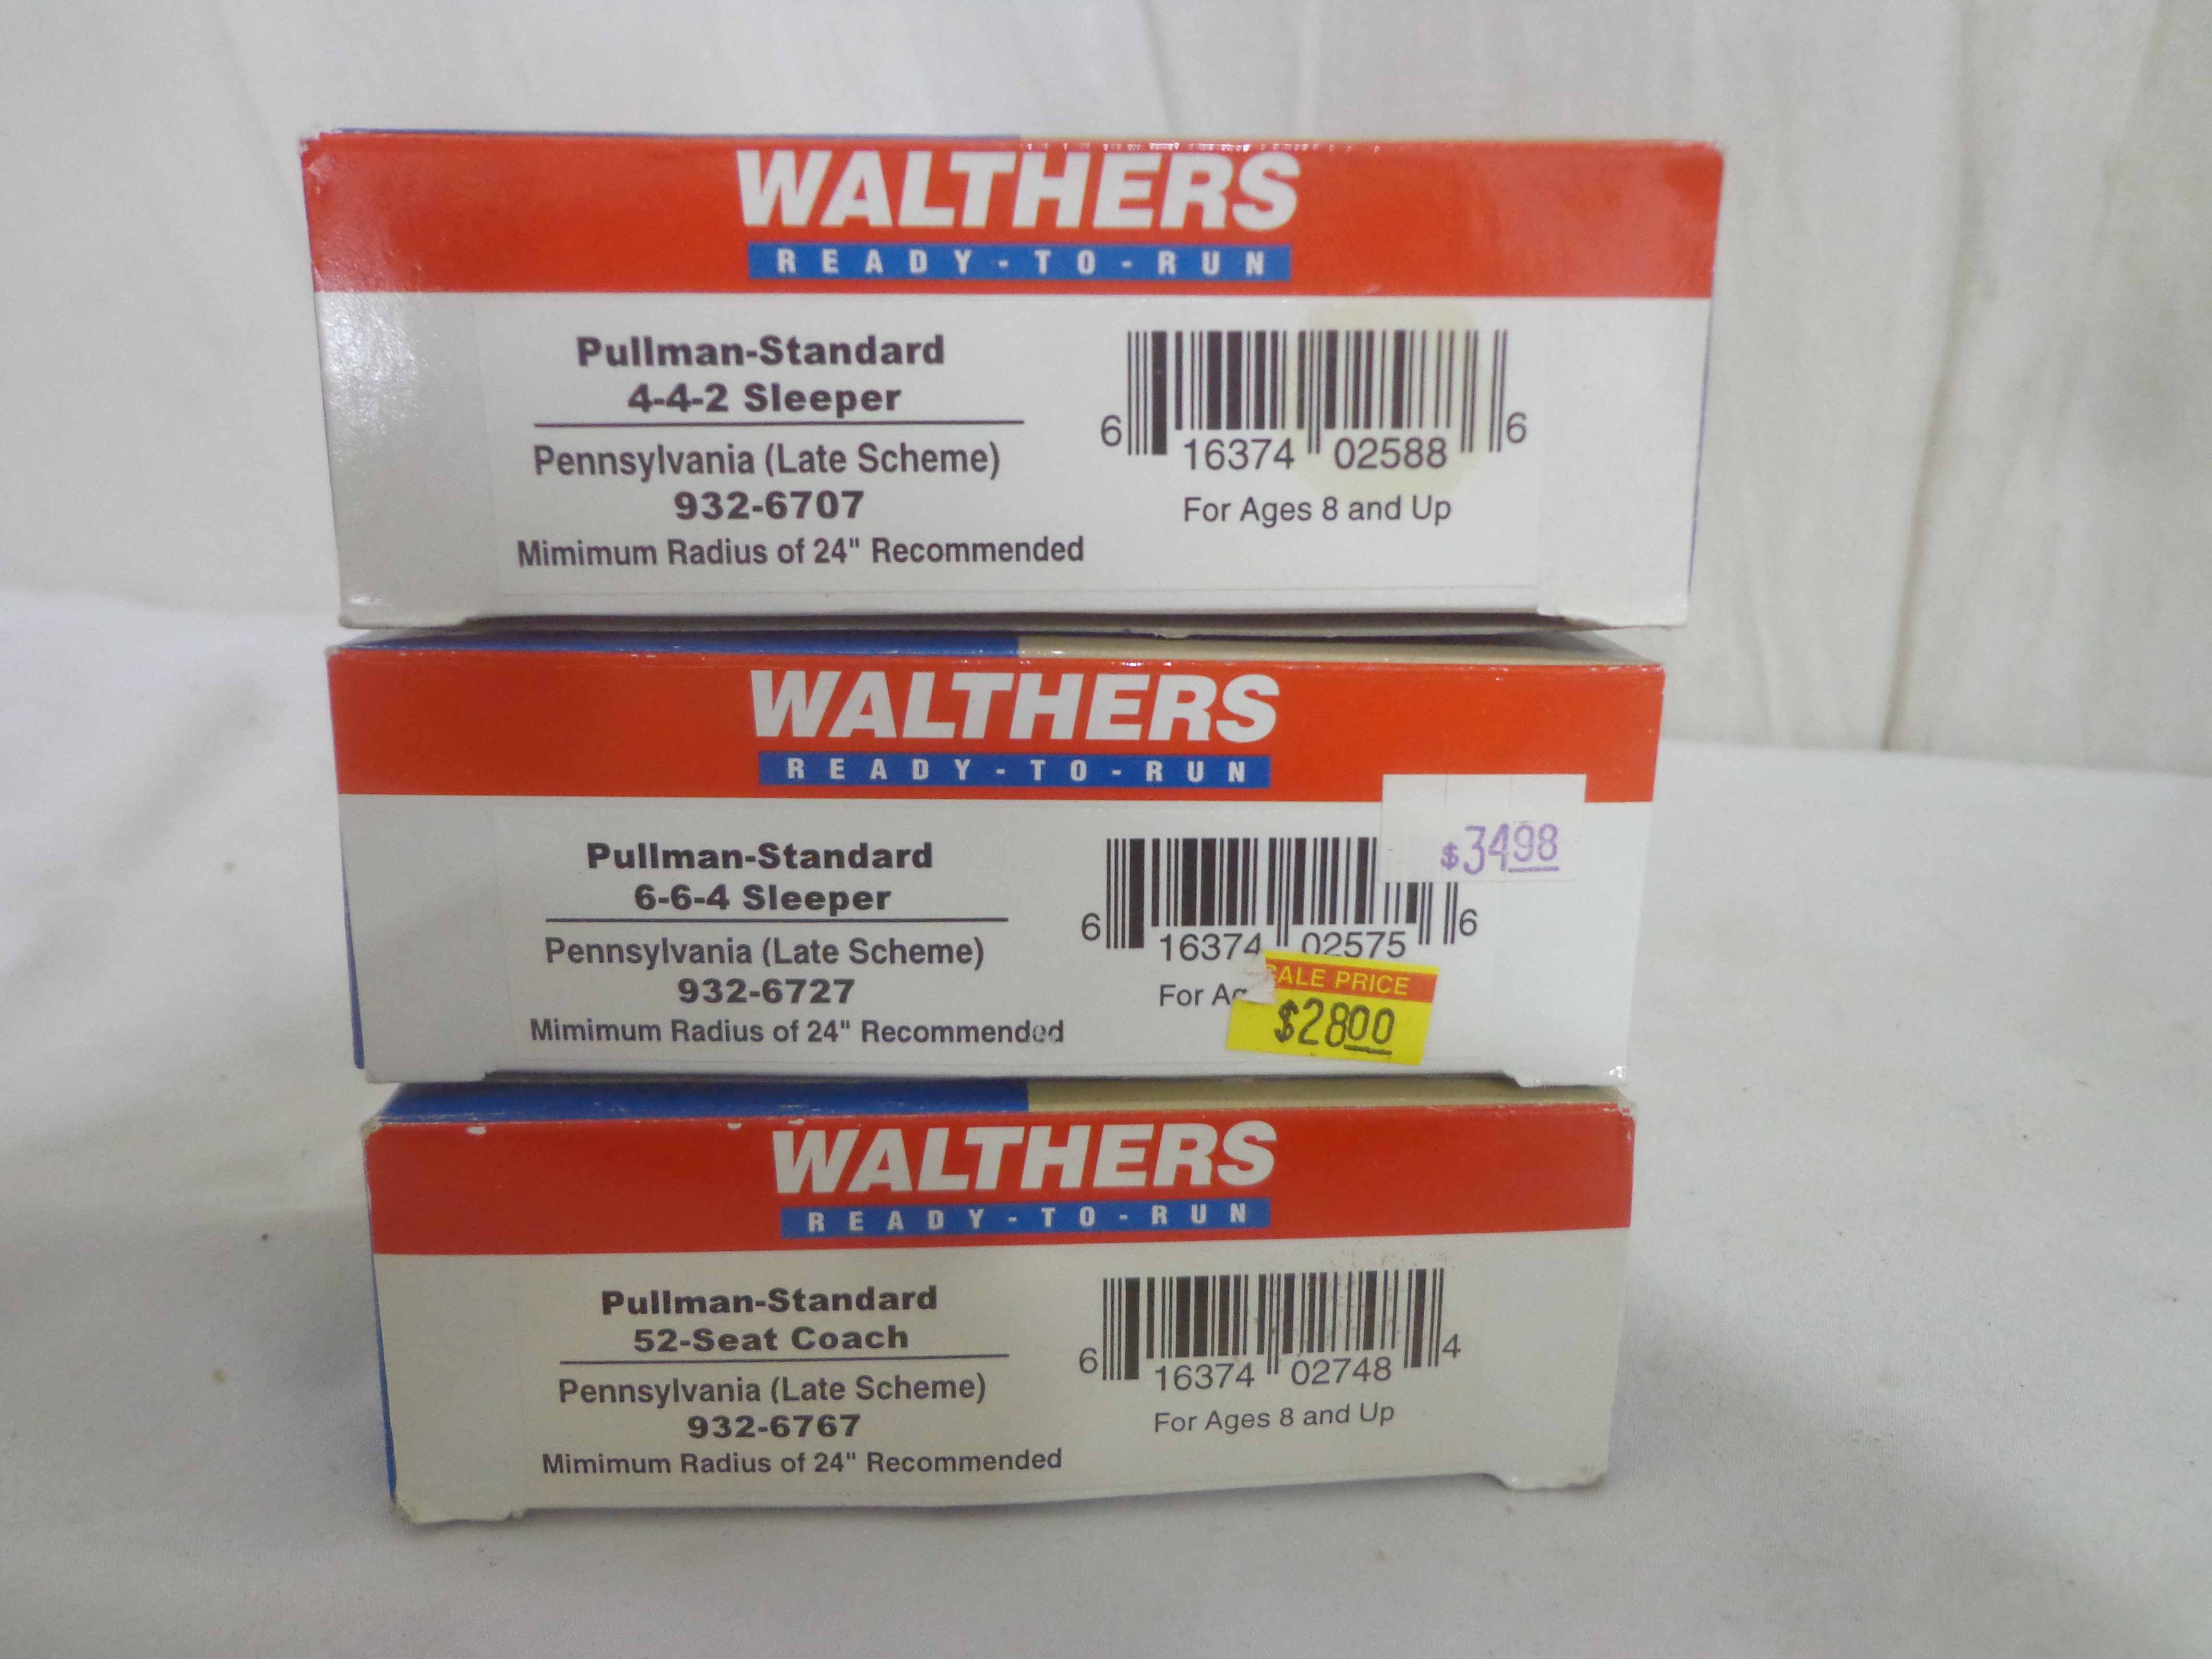 WALTHERS
READY-TO-RUN
Pullman-Standard
4-4-2 Sleeper
Pennsylvania (Late Scheme)
932-6707
Mimimum Radius of 24" Recommended
6 16374 02588 6
For Ages 8 and Up
WALTHERS
READY-TO-RUN
Pullman-Standard
6-6-4 Sleeper
Pennsylvania (Late Scheme)
932-6727
Mimimum Radius of 24" Recommended
$3498
6 16374 02575 6
For
SALE PRICE
$2800
WALTHERS
READY-TO-RUN
Pullman-Standard
52-Seat Coach
Pennsylvania (Late Scheme)
932-6767
Mimimum Radius of 24" Recommended
6 16374 02748 4
For Ages 8 and Up